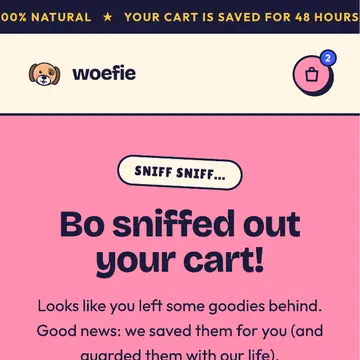 00% NATURAL ★ YOUR CART IS SAVED FOR 48 HOURS
woefie
2
SNIFF SNIFF...
Bo sniffed out
your cart!
Looks like you left some goodies behind.
Good news: we saved them for you (and
guarded them with our life).